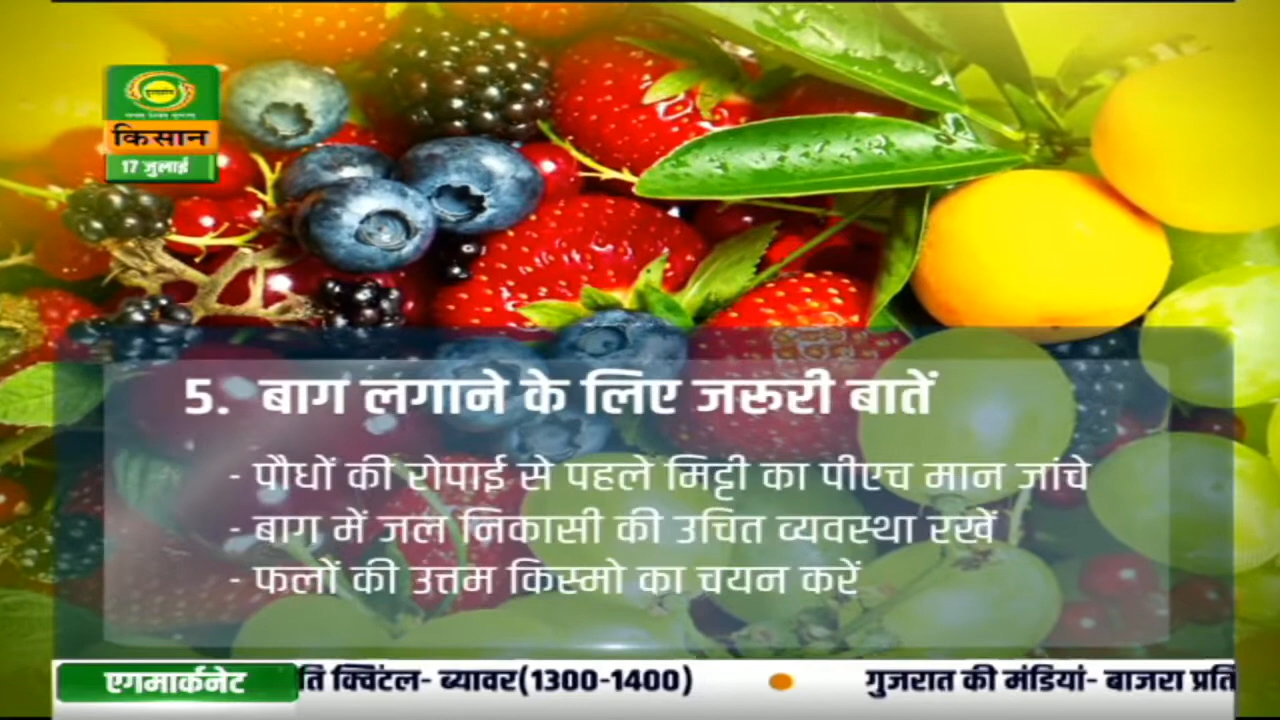 किसान
17 जुलाई
5. बाग लगाने के लिए जरूरी बातें
- पौधों की रोपाई से पहले मिट्टी का पीएच मान जांचे
- बाग में जल निकासी की उचित व्यवस्था रखें
- फलों की उत्तम किस्मो का चयन करें
एगमार्कनेट ति क्विंटल- ब्यावर(1300-1400) गुजरात की मंडियां- बाजरा प्रति